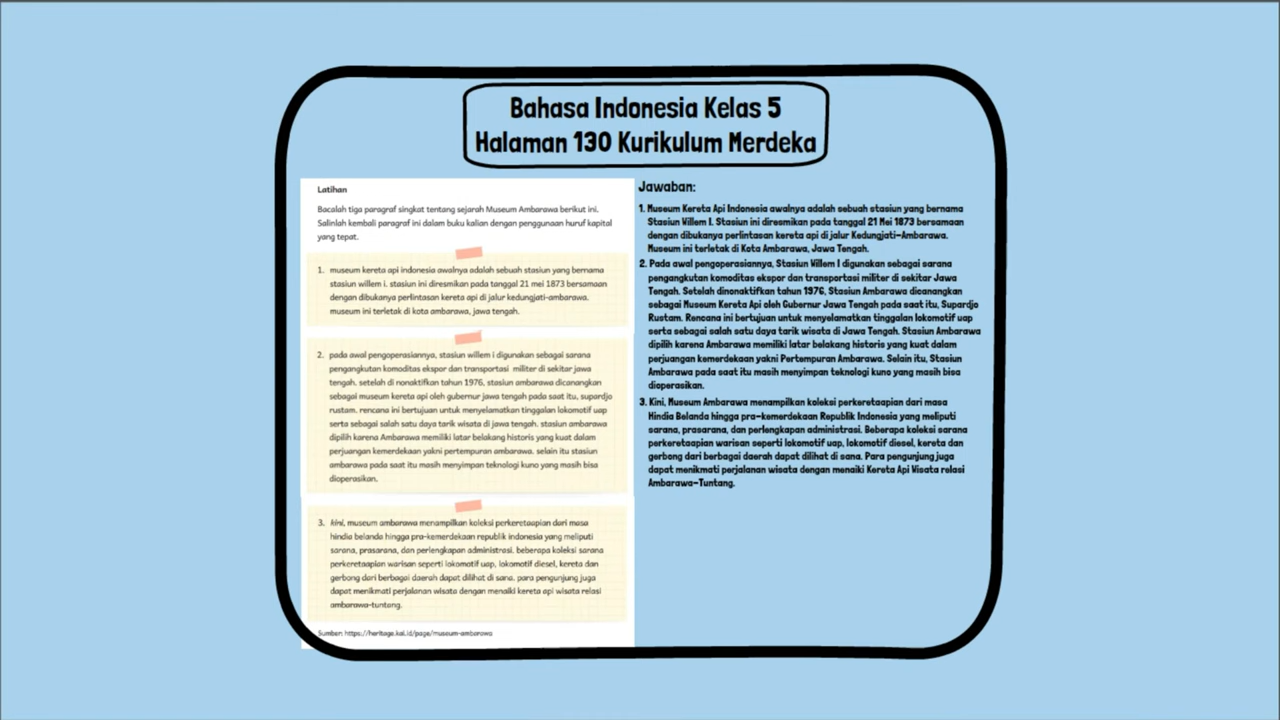 Bahasa Indonesia Kelas 5
Halaman 130 Kurikulum Merdeka
Latihan
Bacalah tiga paragraf singkat tentang sejarah Museum Ambarawa berikut ini.
Salinlah kembali paragraf ini dalam buku kalian dengan penggunaan huruf kapital
yang tepat.
1. museum kereta api indonesia awalnya adalah sebuah stasiun yang bernama
stasiun willem i. stasiun ini diresmikan pada tanggal 21 mei 1873 bersamaan
dengan dibukanya perlintasan kereta api di jalur kedungjati-ambarawa.
museum ini terletak di kota ambarawa, jawa tengah.
2. pada awal pengoperasiannya, stasiun willem i digunakan sebagai sarana
pengangkutan komoditas ekspor dan transportasi militer di sekitar jawa
tengah. setelah di nonaktifkan tahun 1976, stasiun ambarawa dicanangkan
sebagai museum kereta api oleh gubernur jawa tengah pada saat itu, supardjo
rustam. rencana ini bertujuan untuk menyelamatkan tinggalan lokomotif uap
serta sebagai salah satu daya tarik wisata di jawa tengah. stasiun ambarawa
dipilih karena Ambarawa memiliki latar belakang historis yang kuat dalam
perjuangan kemerdekaan yakni pertempuran ambarawa. selain itu stasiun
ambarawa pada saat itu masih menyimpan teknologi kuno yang masih bisa
dioperasikan.
3. kini, museum ambarawa menampilkan koleksi perkeretaapian dari masa
hindia belanda hingga pra-kemerdekaan republik indonesia yang meliputi
sarana, prasarana, dan perlengkapan administrasi. beberapa koleksi sarana
perkeretaapian warisan seperti lokomotif uap, lokomotif diesel, kereta dan
gerbong dari berbagai daerah dapat dilihat di sana. para pengunjung juga
dapat menikmati perjalanan wisata dengan menaiki kereta api wisata relasi
ambarawa-tuntang.
Sumber: https://heritage.kai.id/page/museum-ambarawa
Jawaban:
1. Museum Kereta Api Indonesia awalnya adalah sebuah stasiun yang bernama
Stasiun Willem I. Stasiun ini diresmikan pada tanggal 21 Mei 1873 bersamaan
dengan dibukanya perlintasan kereta api di jalur Kedungjati-Ambarawa.
Museum ini terletak di Kota Ambarawa, Jawa Tengah.
2. Pada awal pengoperasiannya, Stasiun Willem I digunakan sebagai sarana
pengangkutan komoditas ekspor dan transportasi militer di sekitar Jawa
Tengah. Setelah dinonaktifkan tahun 1976, Stasiun Ambarawa dicanangkan
sebagai Museum Kereta Api oleh Gubernur Jawa Tengah pada saat itu, Supardjo
Rustam. Rencana ini bertujuan untuk menyelamatkan tinggalan lokomotif uap
serta sebagai salah satu daya tarik wisata di Jawa Tengah. Stasiun Ambarawa
dipilih karena Ambarawa memiliki latar belakang historis yang kuat dalam
perjuangan kemerdekaan yakni Pertempuran Ambarawa. Selain itu, Stasiun
Ambarawa pada saat itu masih menyimpan teknologi kuno yang masih bisa
dioperasikan.
3. Kini, Museum Ambarawa menampilkan koleksi perkeretaapian dari masa
Hindia Belanda hingga pra-kemerdekaan Republik Indonesia yang meliputi
sarana, prasarana, dan perlengkapan administrasi. Beberapa koleksi sarana
perkeretaapian warisan seperti lokomotif uap, lokomotif diesel, kereta dan
gerbong dari berbagai daerah dapat dilihat di sana. Para pengunjung juga
dapat menikmati perjalanan wisata dengan menaiki Kereta Api Wisata relasi
Ambarawa-Tuntang.